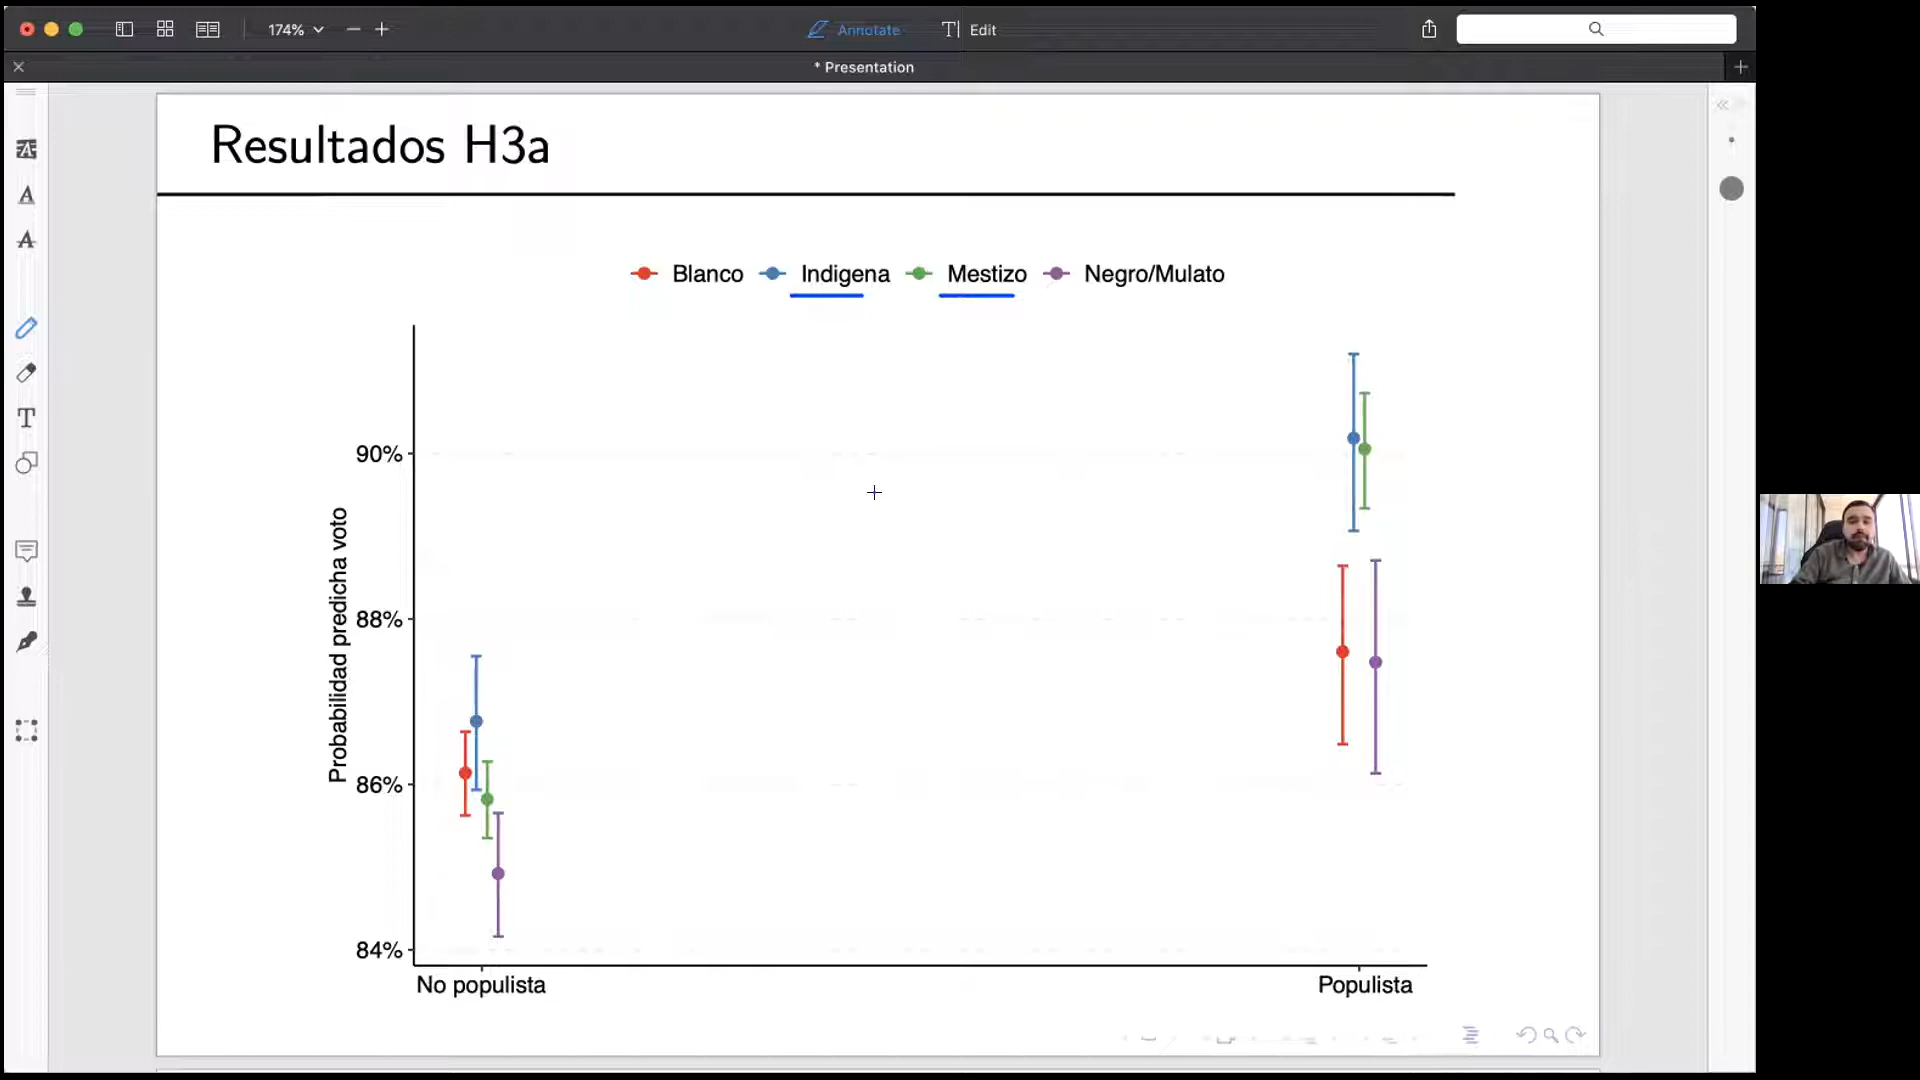 174%
Annotate
Edit
* Presentation
Resultados H3a
Blanco Indigena Mestizo Negro/Mulato
Probabilidad predicha voto
90%
88%
86%
84%
No populista Populista